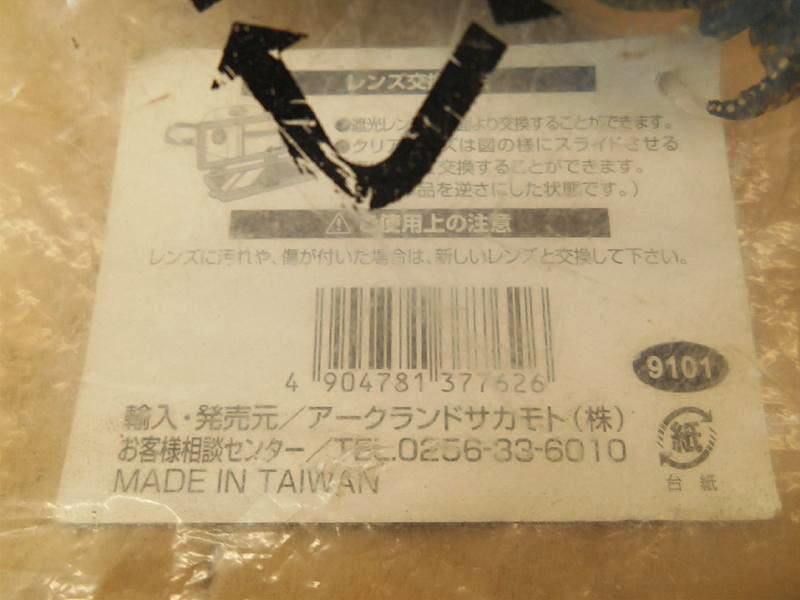 レンズ交換
●遮光レン より交換することができます。
●クリア ズは図の様にスライドさせる
交換することができます。
品を逆さにした状態です。)
⚠ ご使用上の注意
レンズに汚れや、傷が付いた場合は、新しいレンズと交換して下さい。
4 904781 377626
9101
輸入・発売元/アークランドサカモト(株)
お客様相談センター/TEL.0256-33-6010
MADE IN TAIWAN
紙
台紙